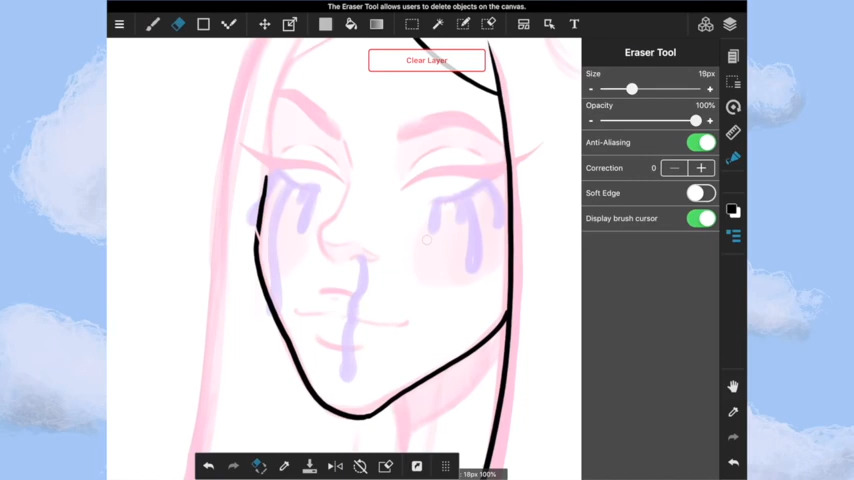 The Eraser Tool allows users to delete objects on the canvas.
T
Clear Layer
Eraser Tool
Size 19px
- +
Opacity 100%
- +
Anti-Aliasing
Correction 0 - +
Soft Edge
Display brush cursor
: 18px 100%